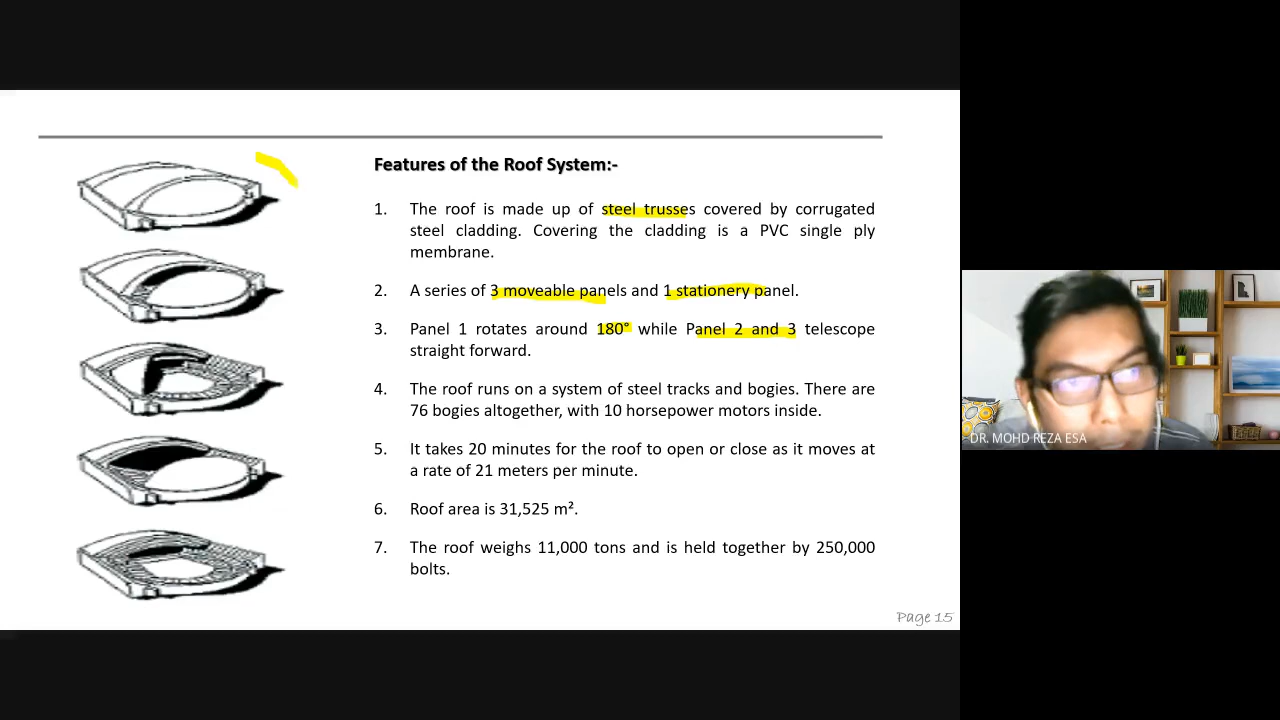 Features of the Roof System:-
1. The roof is made up of steel trusses covered by corrugated
steel cladding. Covering the cladding is a PVC single ply
membrane.
2. A series of 3 moveable panels and 1 stationery panel.
3. Panel 1 rotates around 180° while Panel 2 and 3 telescope
straight forward.
4. The roof runs on a system of steel tracks and bogies. There are
76 bogies altogether, with 10 horsepower motors inside.
5. It takes 20 minutes for the roof to open or close as it moves at
a rate of 21 meters per minute.
6. Roof area is 31,525 m².
7. The roof weighs 11,000 tons and is held together by 250,000
bolts.
Page 15
DR. MOHD REZA ESA